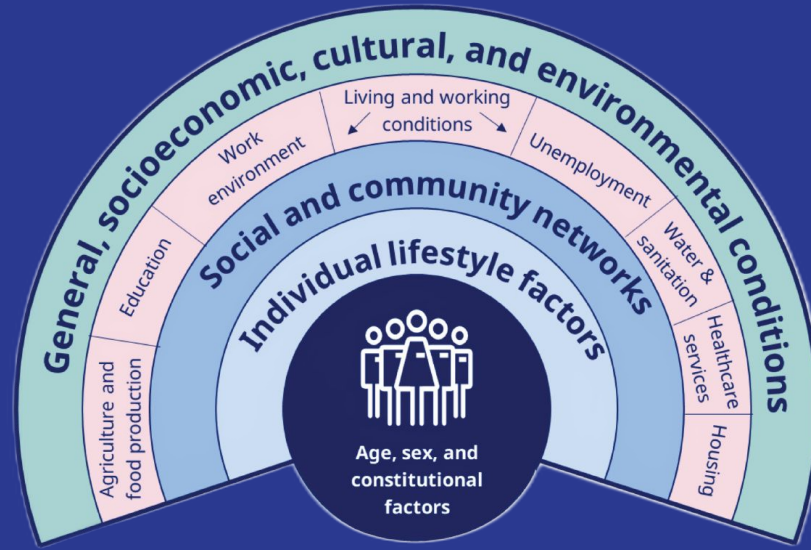 General, socioeconomic, cultural, and environmental conditions
Agriculture and
food production
Education
Work
environment
Living and working
conditions
Unemployment
Water &
sanitation
Healthcare
services
Housing
Social and community networks
Individual lifestyle factors
Age, sex, and
constitutional
factors